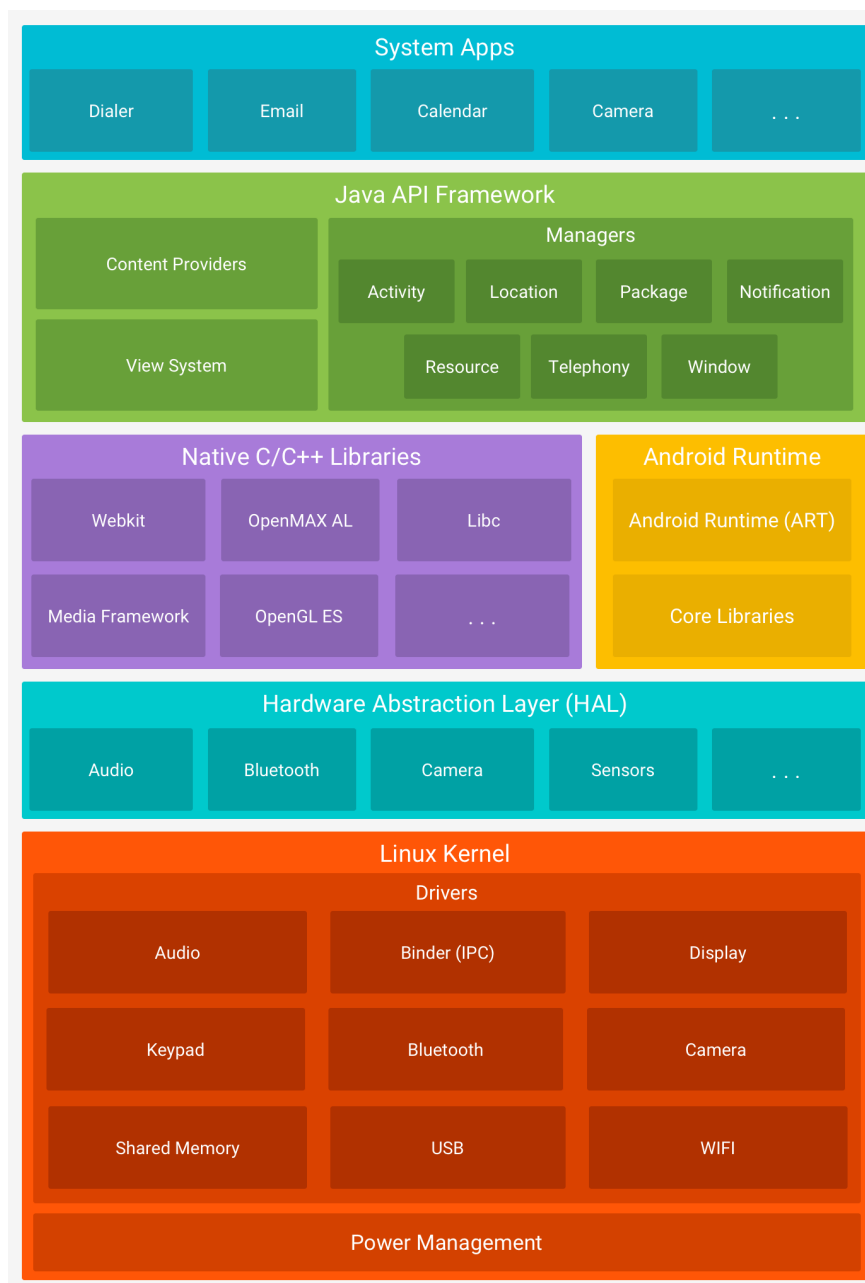 System Apps
Dialer
Email
Calendar
Camera
. . .
Java API Framework
Content Providers
View System
Managers
Activity
Location
Package
Notification
Resource
Telephony
Window
Native C/C++ Libraries
Webkit
OpenMAX AL
Libc
Media Framework
OpenGL ES
. . .
Android Runtime
Android Runtime (ART)
Core Libraries
Hardware Abstraction Layer (HAL)
Audio
Bluetooth
Camera
Sensors
. . .
Linux Kernel
Drivers
Audio
Binder (IPC)
Display
Keypad
Bluetooth
Camera
Shared Memory
USB
WIFI
Power Management